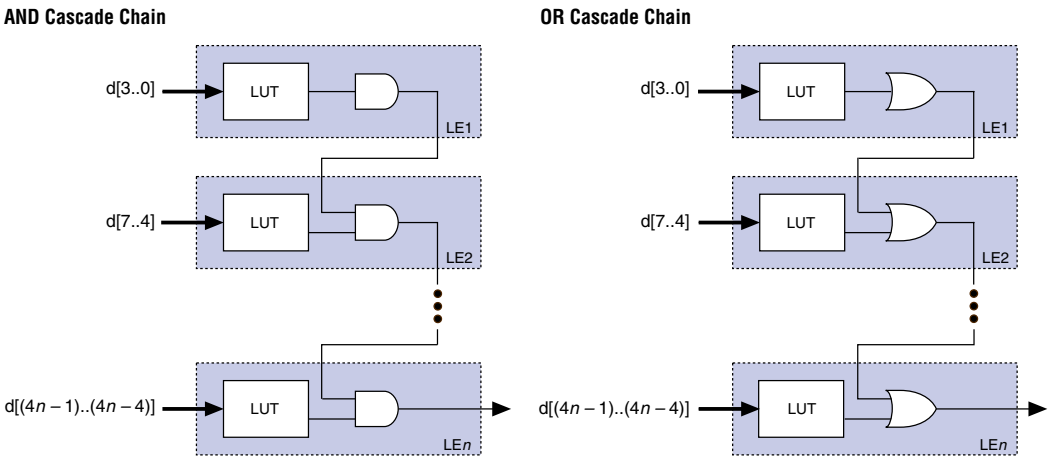 AND Cascade Chain
d[3..0]
LUT
LE1
d[7..4]
LUT
LE2
d[(4n – 1)..(4n – 4)]
LUT
LEn
OR Cascade Chain
d[3..0]
LUT
LE1
d[7..4]
LUT
LE2
d[(4n – 1)..(4n – 4)]
LUT
LEn